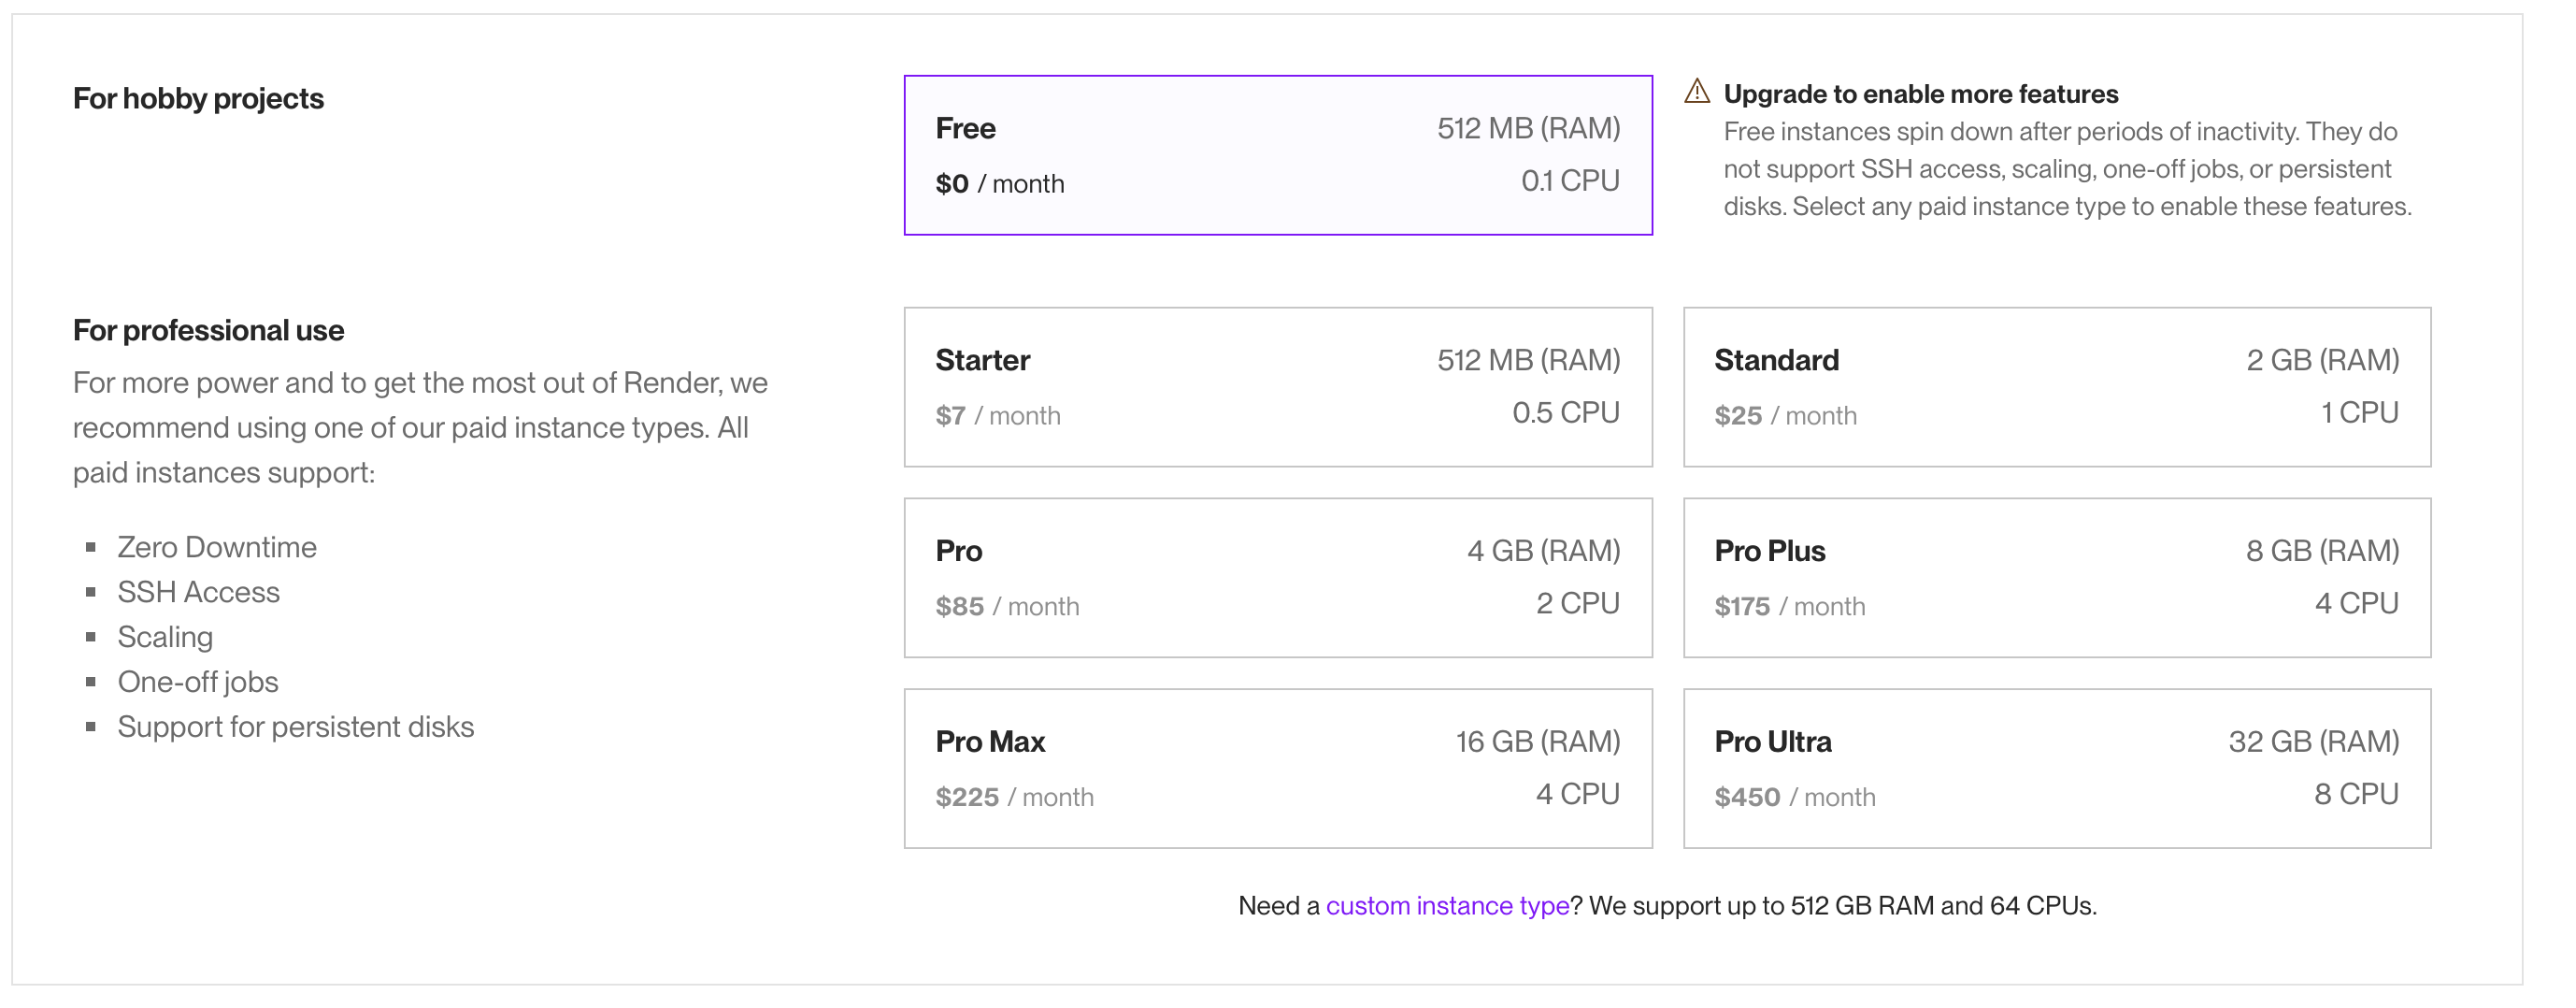 For hobby projects
Free
512 MB (RAM)
$0 / month
0.1 CPU
Upgrade to enable more features
Free instances spin down after periods of inactivity. They do
not support SSH access, scaling, one-off jobs, or persistent
disks. Select any paid instance type to enable these features.
For professional use
For more power and to get the most out of Render, we
recommend using one of our paid instance types. All
paid instances support:
Zero Downtime
SSH Access
Scaling
One-off jobs
Support for persistent disks
Starter
512 MB (RAM)
$7 / month
0.5 CPU
Standard
2 GB (RAM)
$25 / month
1 CPU
Pro
4 GB (RAM)
$85 / month
2 CPU
Pro Plus
8 GB (RAM)
$175 / month
4 CPU
Pro Max
16 GB (RAM)
$225 / month
4 CPU
Pro Ultra
32 GB (RAM)
$450 / month
8 CPU
Need a custom instance type? We support up to 512 GB RAM and 64 CPUs.